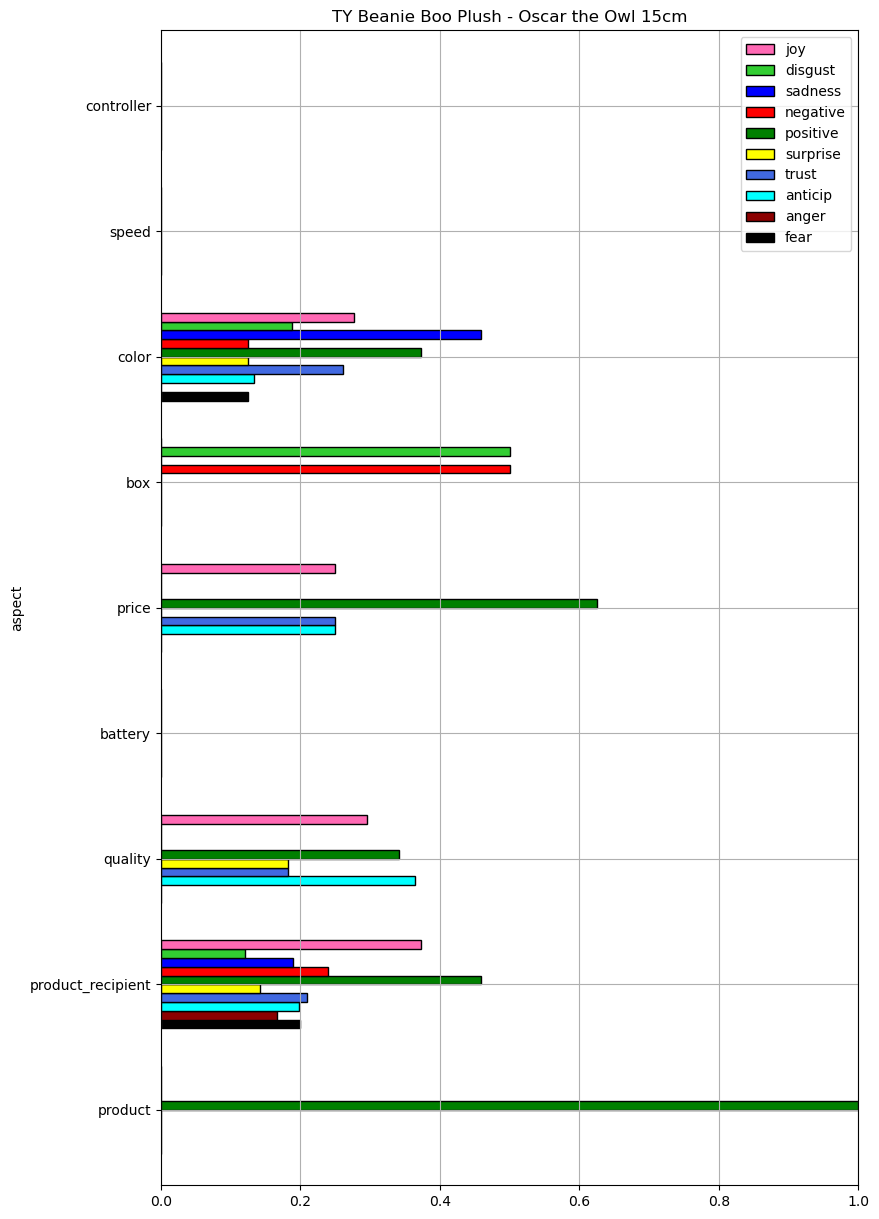 TY Beanie Boo Plush - Oscar the Owl 15cm
joy
disgust
sadness
negative
positive
surprise
trust
anticip
anger
fear
controller
speed
color
box
price
battery
quality
product_recipient
product
aspect
0.0 0.2 0.4 0.6 0.8 1.0